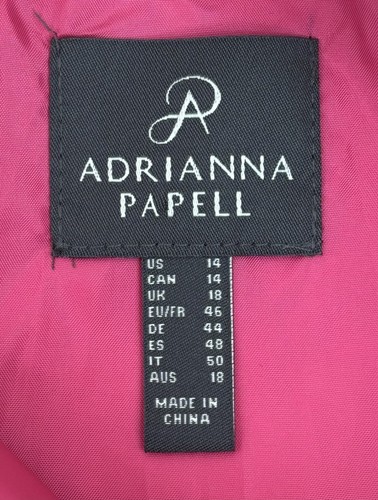 ADRIANNA
PAPELL
US 14
CAN 14
UK 18
EU/FR 46
DE 44
ES 48
IT 50
AUS 18
MADE IN
CHINA